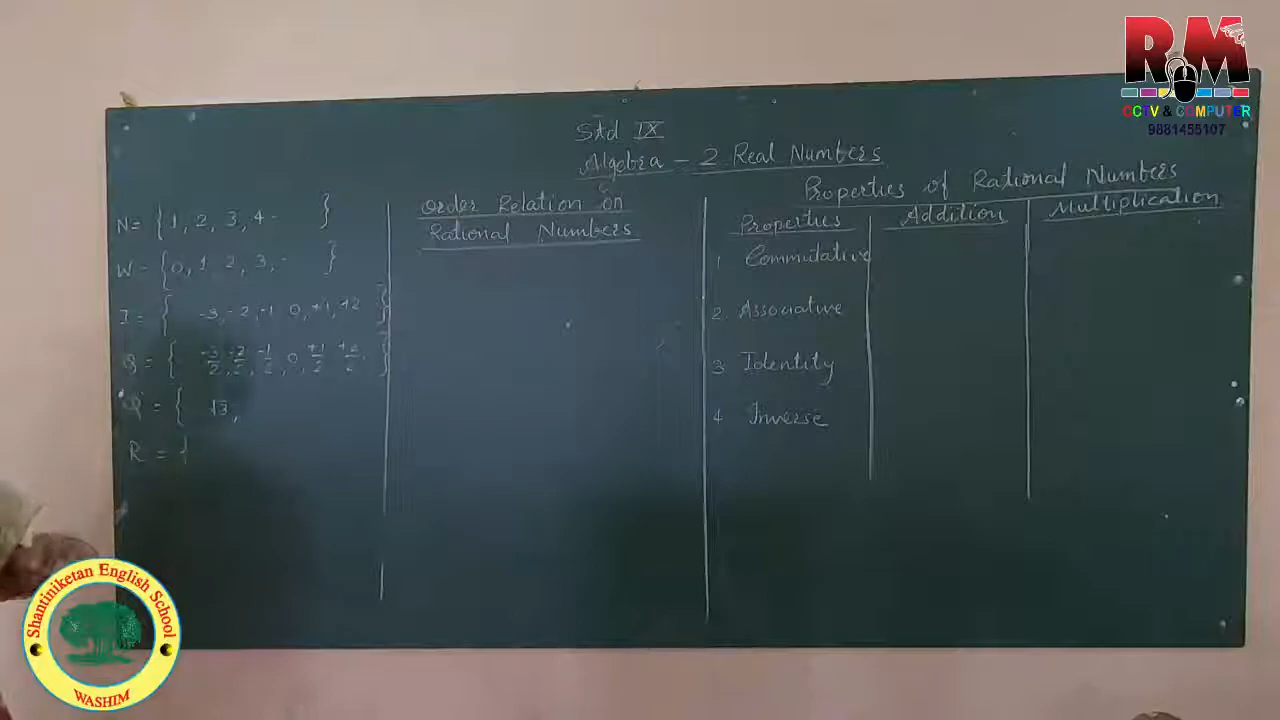 RM
CCTV & COMPUTER
9881455107
Std IX
Algebra - 2 Real Numbers
N = { 1, 2, 3, 4 - }
W = { 0, 1 2, 3, - }
I = { -3, -2, -1 0, +1, +2 }
= {
Q' = { √3,
R = {
Order Relation on
Rational Numbers
Properties of Rational Numbers
Properties Addition Multiplication
1 Commutative
2. Associative
3 Identity
4 Inverse
Shantiniketan English School
WASHIM